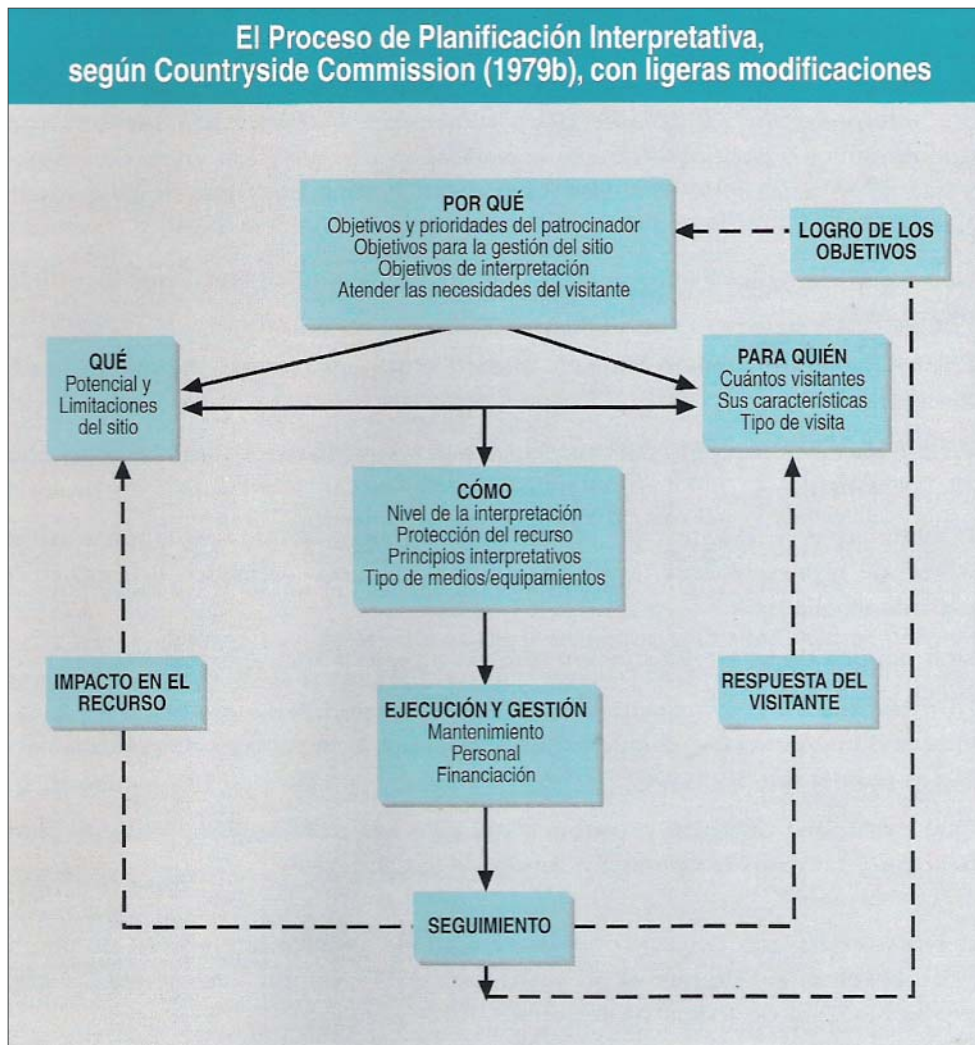 El Proceso de Planificación Interpretativa,
según Countryside Commission (1979b), con ligeras modificaciones
POR QUÉ
Objetivos y prioridades del patrocinador
Objetivos para la gestión del sitio
Objetivos de interpretación
Atender las necesidades del visitante
LOGRO DE LOS
OBJETIVOS
QUÉ
Potencial y
Limitaciones
del sitio
PARA QUIÉN
Cuántos visitantes
Sus características
Tipo de visita
CÓMO
Nivel de la interpretación
Protección del recurso
Principios interpretativos
Tipo de medios/equipamientos
IMPACTO EN EL
RECURSO
RESPUESTA DEL
VISITANTE
EJECUCIÓN Y GESTIÓN
Mantenimiento
Personal
Financiación
SEGUIMIENTO